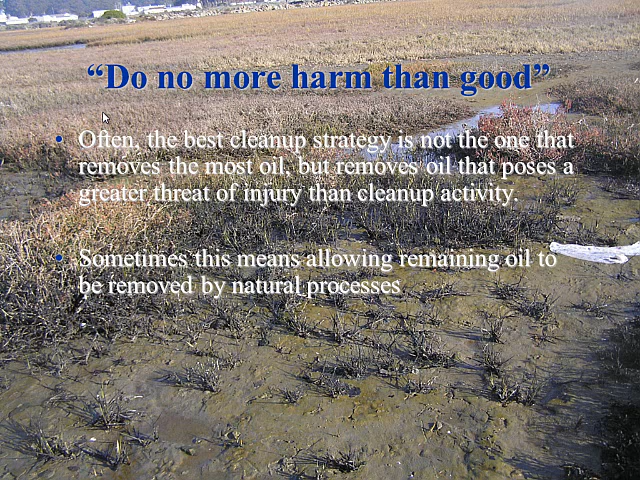 “Do no more harm than good”
• Often, the best cleanup strategy is not the one that
removes the most oil, but removes oil that poses a
greater threat of injury than cleanup activity.
• Sometimes this means allowing remaining oil to
be removed by natural processes